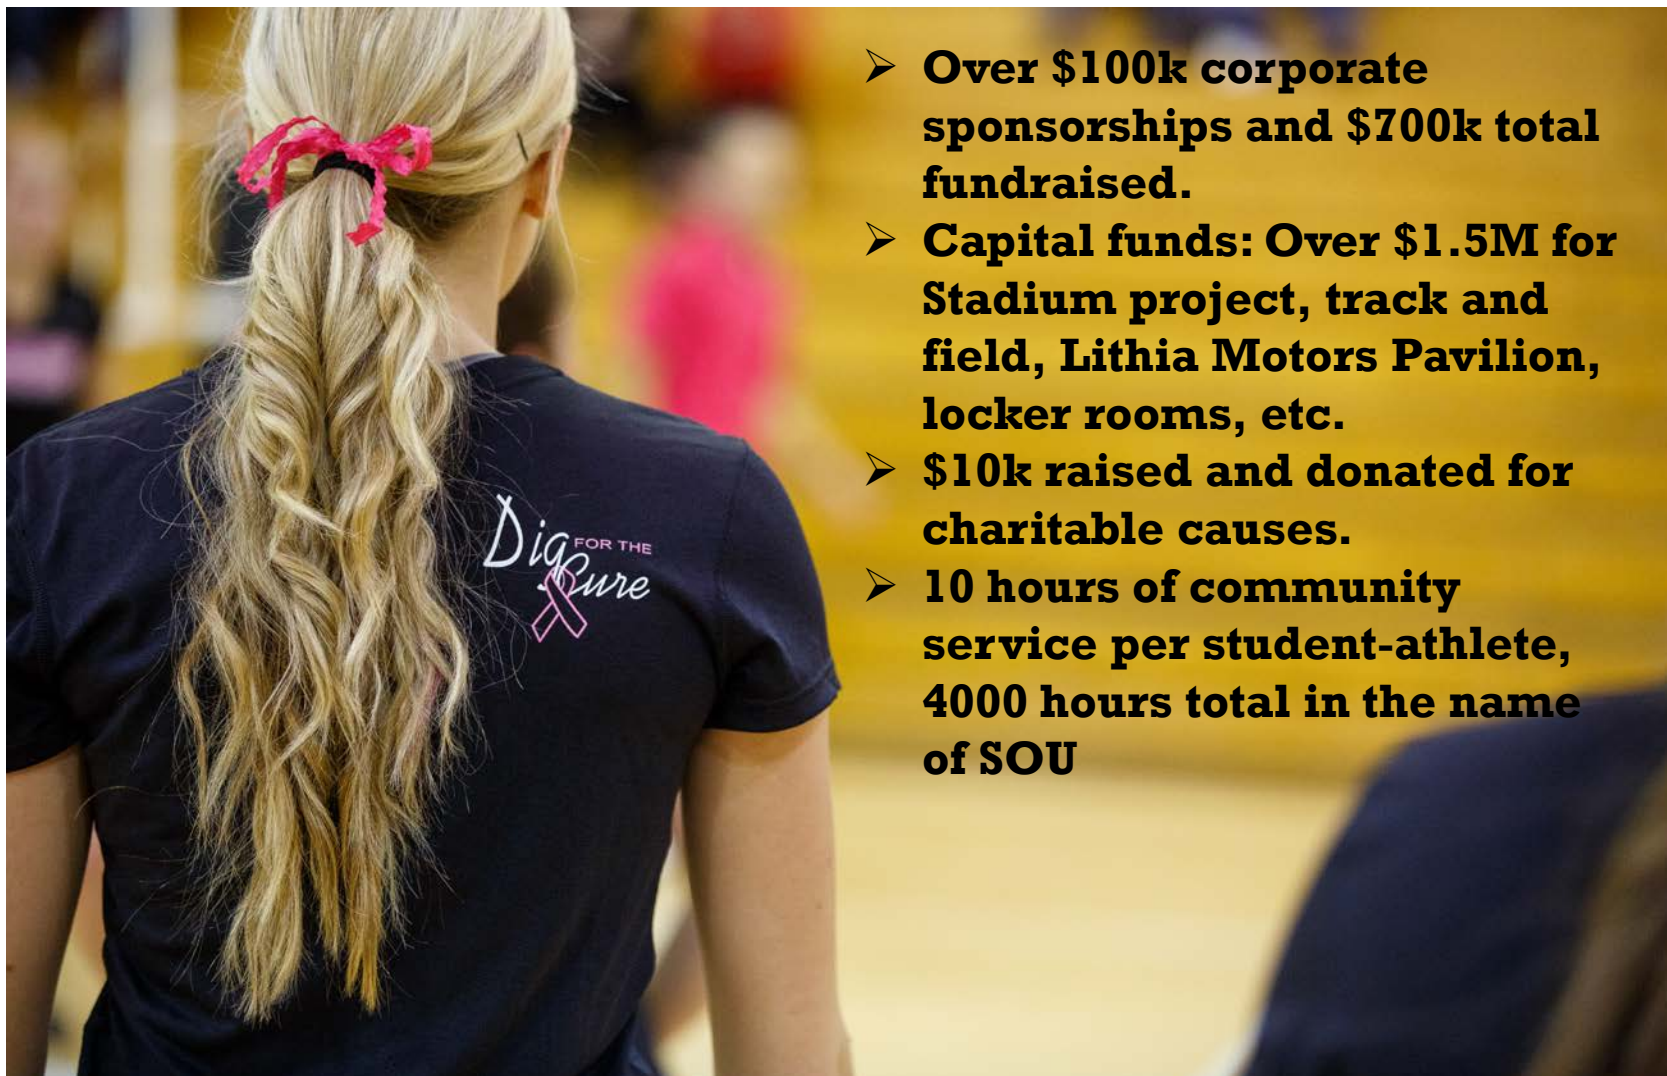 ➢ Over $100k corporate
sponsorships and $700k total
fundraised.
➢ Capital funds: Over $1.5M for
Stadium project, track and
field, Lithia Motors Pavilion,
locker rooms, etc.
➢ $10k raised and donated for
charitable causes.
➢ 10 hours of community
service per student-athlete,
4000 hours total in the name
of SOU
Dig FOR THE
Cure